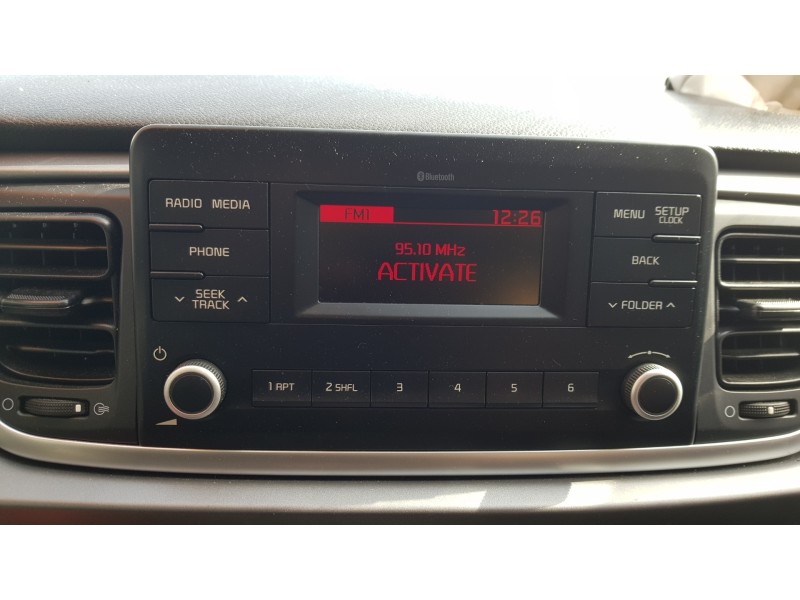 Bluetooth
RADIO MEDIA
PHONE
SEEK
TRACK
FM1 12:26
95.10 MHz
ACTIVATE
MENU SETUP
CLOCK
BACK
FOLDER
1 RPT 2 SHFL 3 4 5 6